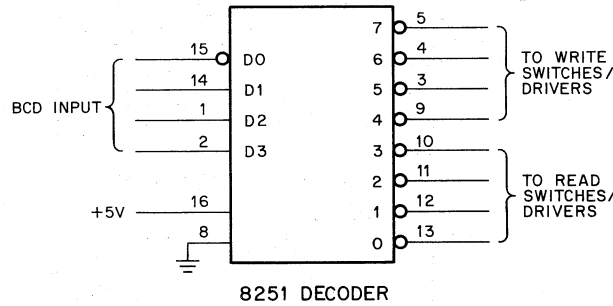 BCD INPUT
15 D0
14 D1
1 D2
2 D3
+5V 16
8
7 5
6 4
5 3
4 9
3 10
2 11
1 12
0 13
TO WRITE
SWITCHES/
DRIVERS
TO READ
SWITCHES/
DRIVERS
8251 DECODER